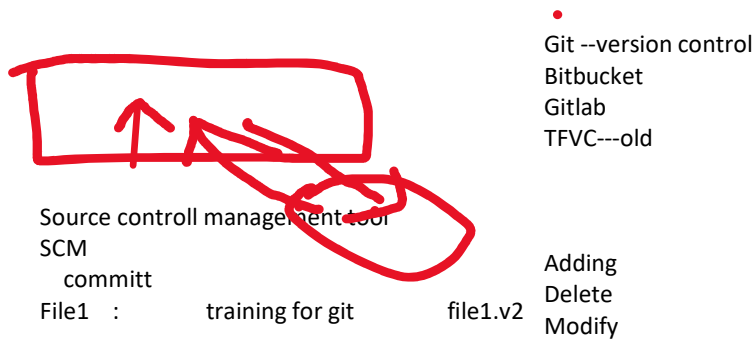 Git --version control
Bitbucket
Gitlab
TFVC---old
Source controll management tool
SCM
committ
File1 : training for git file1.v2
Adding
Delete
Modify